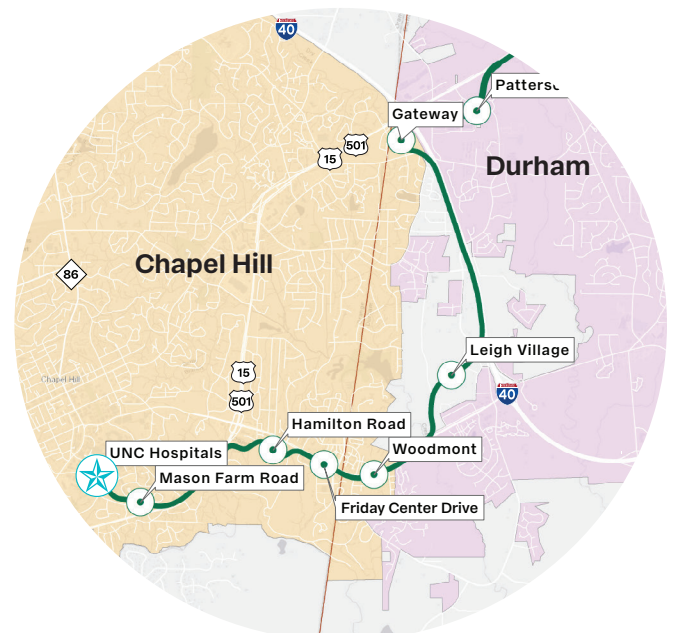 40
Patters
Gateway
501
15
Durham
Chapel Hill
86
Leigh Village
15
Chapel Hill
40
501
Hamilton Road
UNC Hospitals
Woodmont
Mason Farm Road
Friday Center Drive